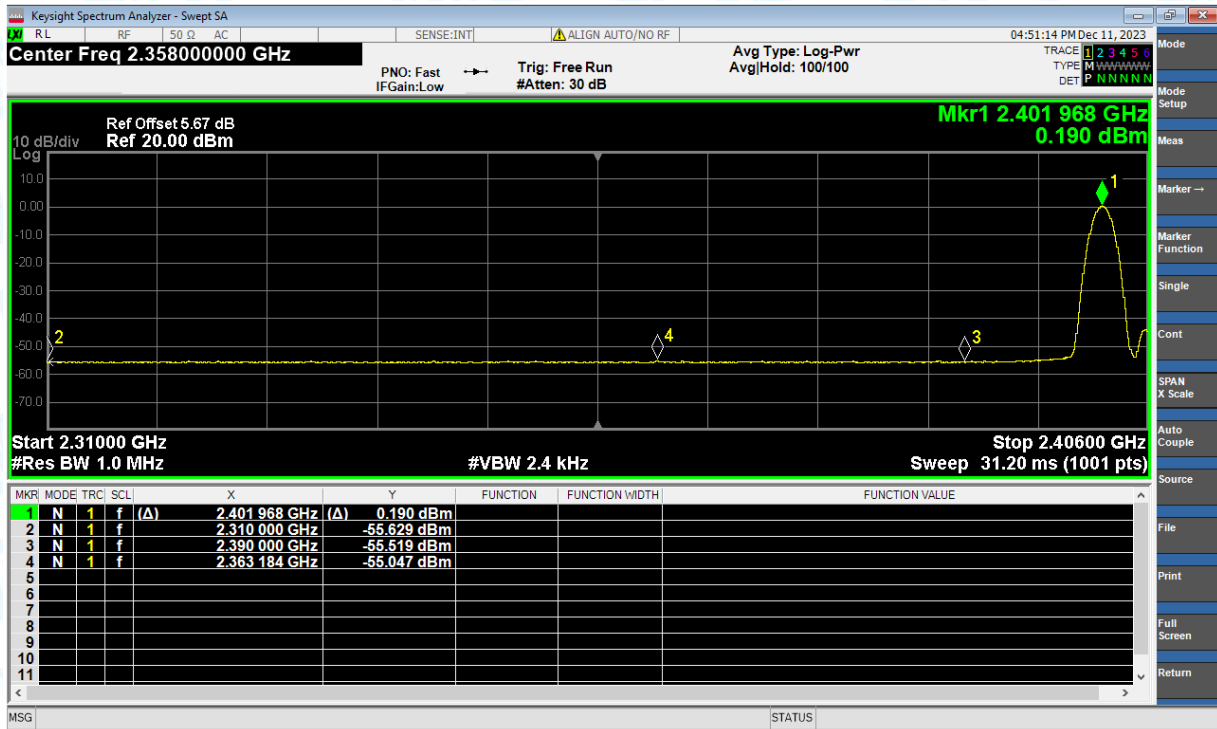 Keysight Spectrum Analyzer - Swept SA
LXI RL RF 50 Ω AC SENSE:INT ALIGN AUTO/NO RF 04:51:14 PM Dec 11, 2023
Center Freq 2.358000000 GHz
PNO: Fast
IFGain:Low
Trig: Free Run
#Atten: 30 dB
Avg Type: Log-Pwr
Avg|Hold: 100/100
TRACE 1 2 3 4 5 6
TYPE M WWWWW
DET P N N N N N
Mkr1 2.401 968 GHz
0.190 dBm
Ref Offset 5.67 dB
10 dB/div Ref 20.00 dBm
Log
10.0
0.00
-10.0
-20.0
-30.0
-40.0
-50.0
-60.0
-70.0
1
2
4
3
Start 2.31000 GHz Stop 2.40600 GHz
#Res BW 1.0 MHz #VBW 2.4 kHz Sweep 31.20 ms (1001 pts)
MKR MODE TRC SCL X Y FUNCTION FUNCTION WIDTH FUNCTION VALUE
1 N 1 f (Δ) 2.401 968 GHz (Δ) 0.190 dBm
2 N 1 f 2.310 000 GHz -55.629 dBm
3 N 1 f 2.390 000 GHz -55.519 dBm
4 N 1 f 2.363 184 GHz -55.047 dBm
5
6
7
8
9
10
11
MSG STATUS
Mode
Mode
Setup
Meas
Marker →
Marker
Function
Single
Cont
SPAN
X Scale
Auto
Couple
Source
File
Print
Full
Screen
Return